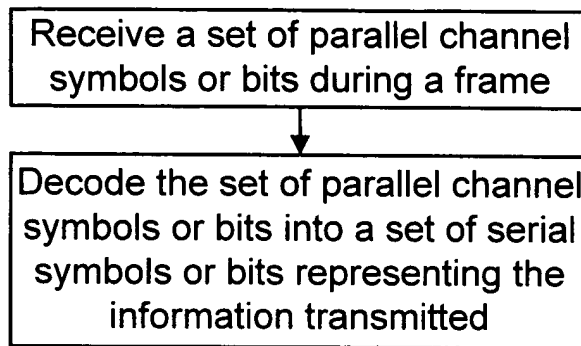 Receive a set of parallel channel
symbols or bits during a frame
Decode the set of parallel channel
symbols or bits into a set of serial
symbols or bits representing the
information transmitted